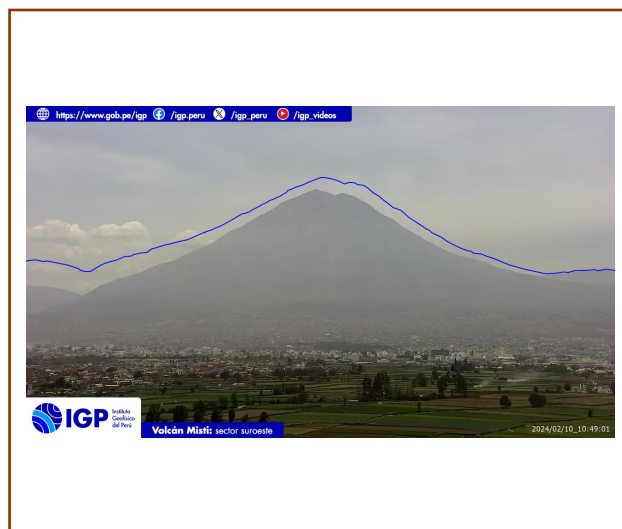 https://www.gob.pe/igp /igp.peru /igp_peru /igp_videos
IGP
Instituto
Geofísico
del Perú
Volcán Misti: sector suroeste
2024/02/10_10:49:01